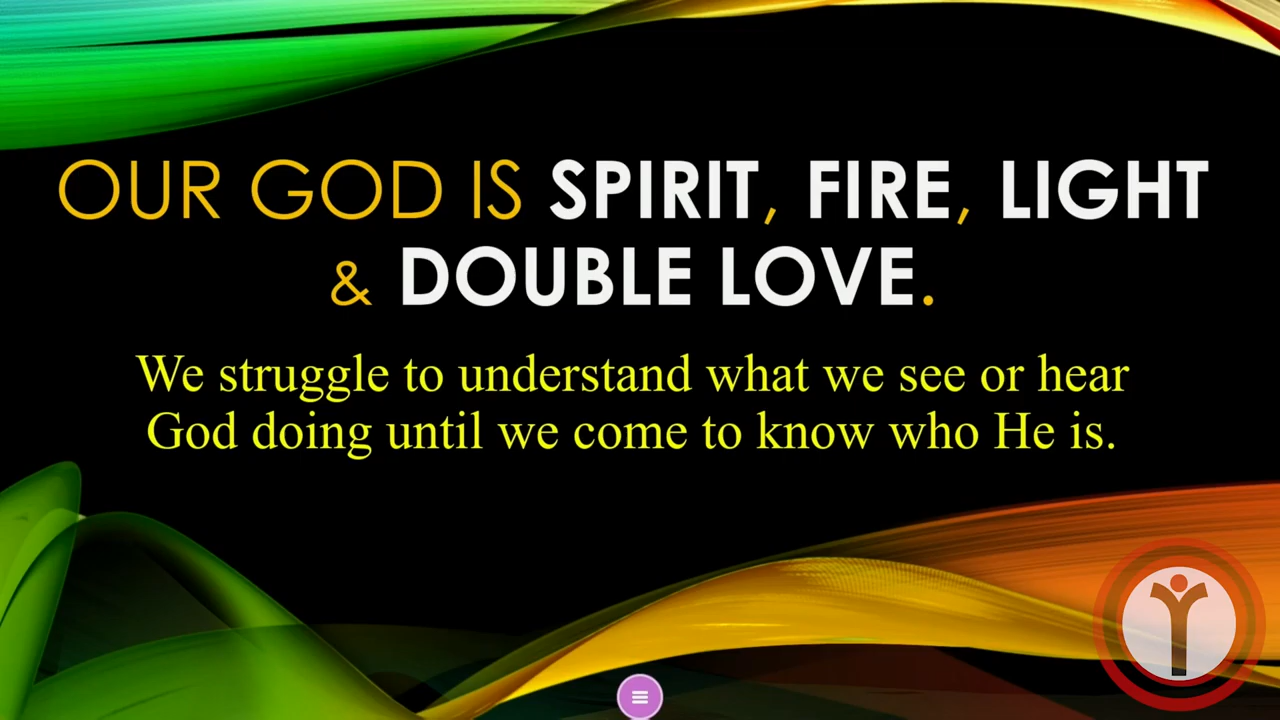 OUR GOD IS SPIRIT, FIRE, LIGHT
& DOUBLE LOVE.
We struggle to understand what we see or hear
God doing until we come to know who He is.